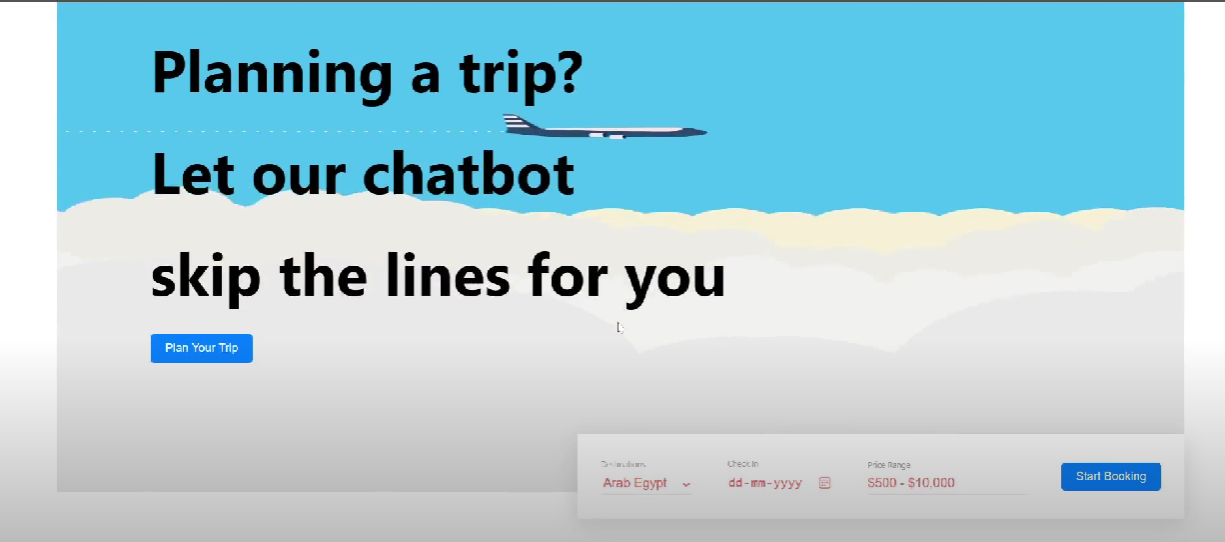 Planning a trip?
Let our chatbot
skip the lines for you
Plan Your Trip
Destinations
Arab Egypt
Check In
dd-mm-yyyy
Price Range
$500 - $10,000
Start Booking